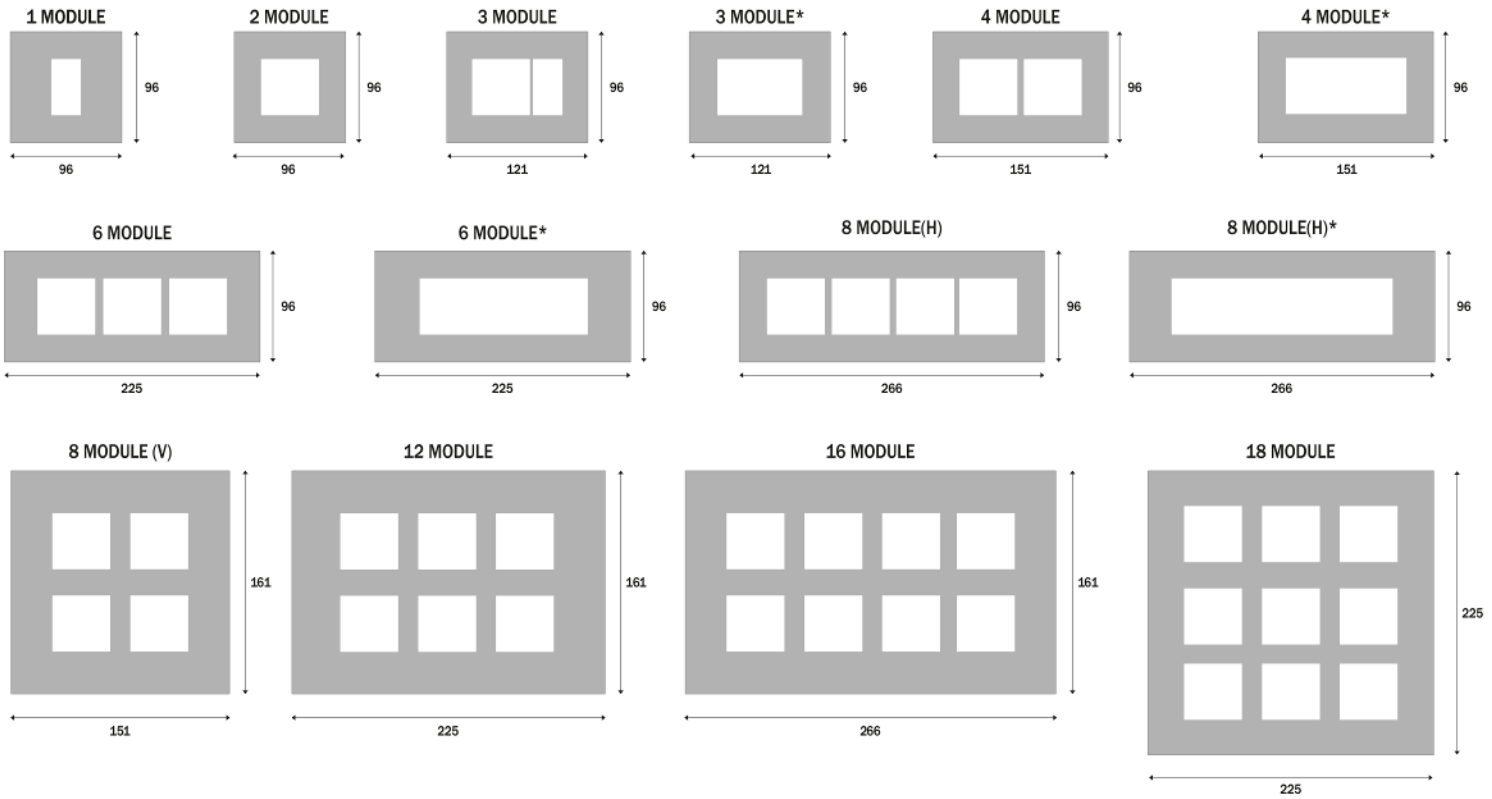 1 MODULE
2 MODULE
3 MODULE
3 MODULE*
4 MODULE
4 MODULE*
96
96
96
96
96
96
96
96
121
121
151
151
6 MODULE
6 MODULE*
8 MODULE(H)
8 MODULE(H)*
96
96
96
96
225
225
266
266
8 MODULE (V)
12 MODULE
16 MODULE
18 MODULE
161
161
161
225
151
225
266
225